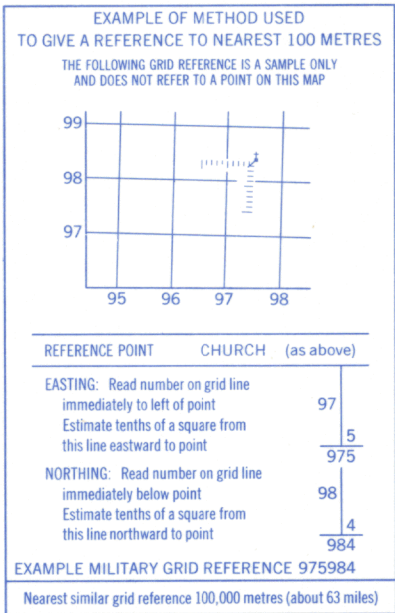 EXAMPLE OF METHOD USED
TO GIVE A REFERENCE TO NEAREST 100 METRES
THE FOLLOWING GRID REFERENCE IS A SAMPLE ONLY
AND DOES NOT REFER TO A POINT ON THIS MAP
99
98
97
95 96 97 98
REFERENCE POINT CHURCH (as above)
EASTING: Read number on grid line
immediately to left of point 97
Estimate tenths of a square from
this line eastward to point 5
975
NORTHING: Read number on grid line
immediately below point 98
Estimate tenths of a square from
this line northward to point 4
984
EXAMPLE MILITARY GRID REFERENCE 975984
Nearest similar grid reference 100,000 metres (about 63 miles)